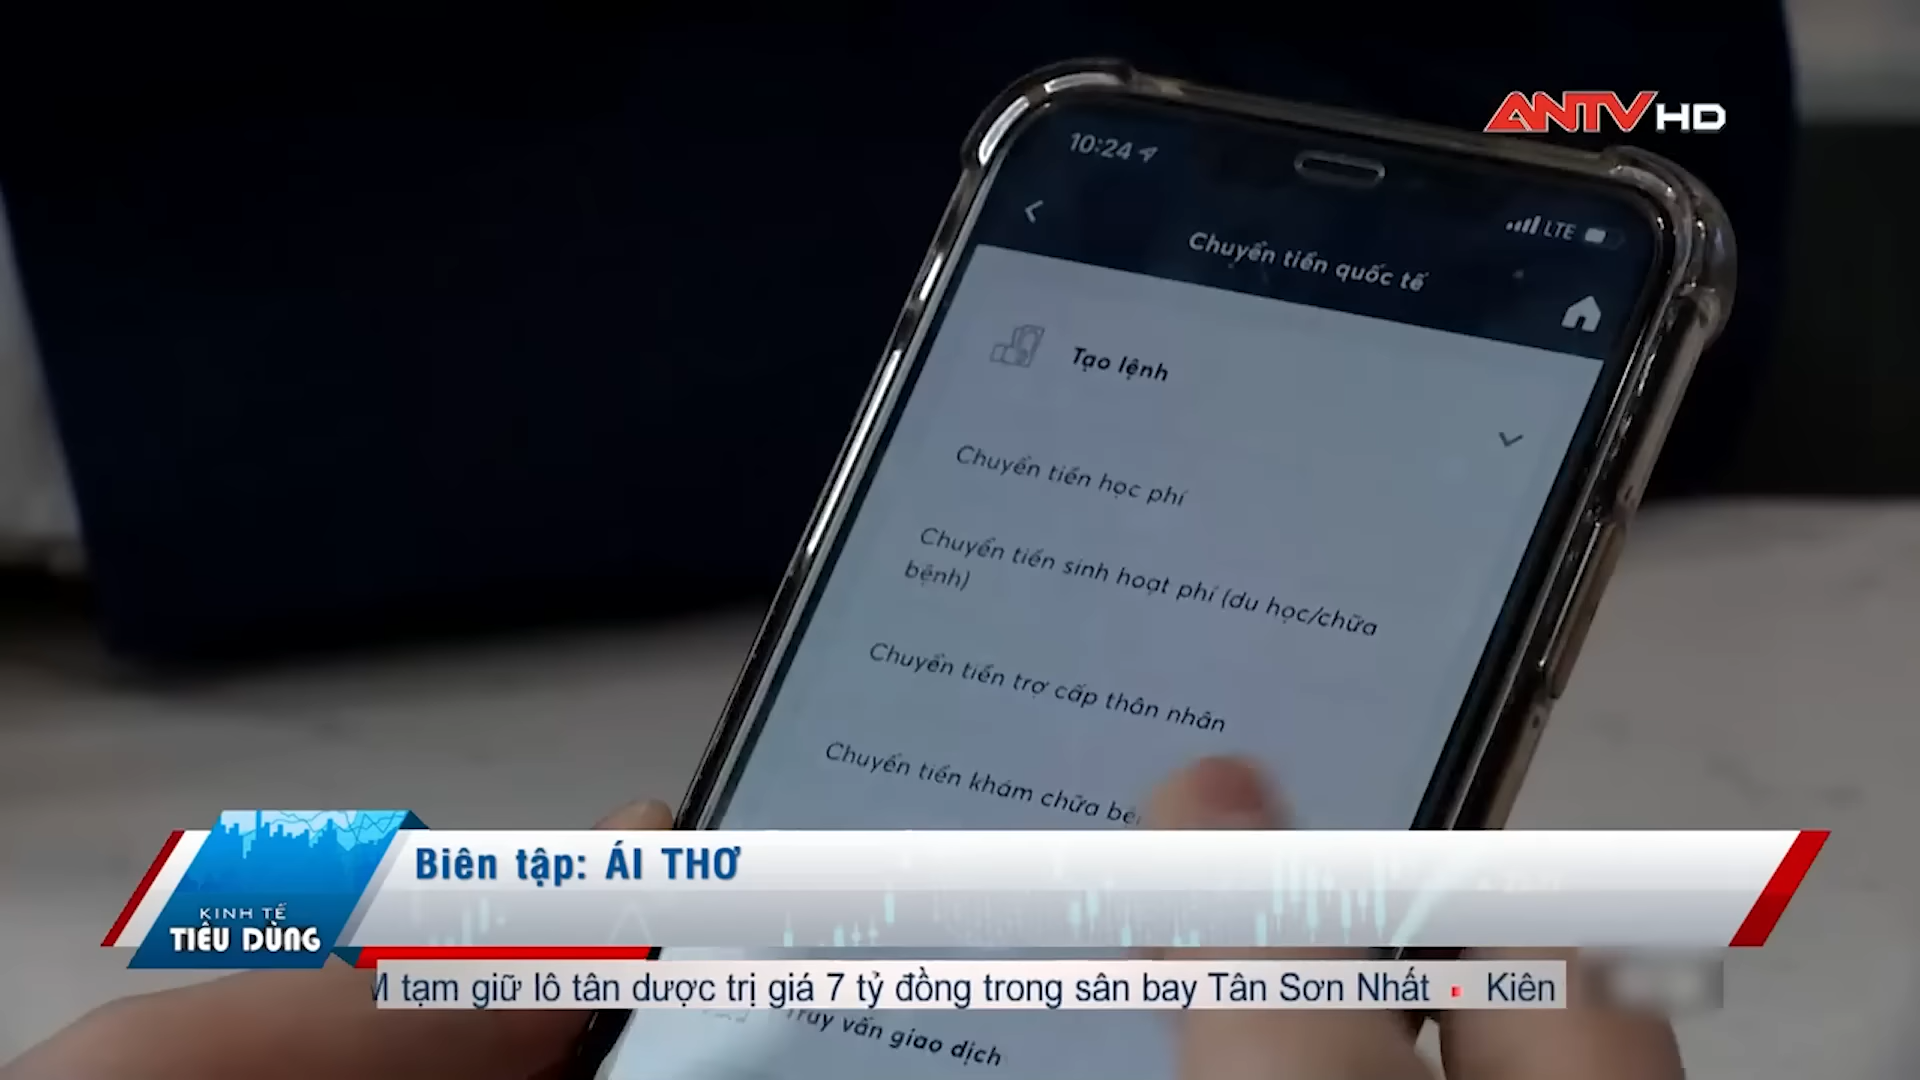 ANTV HD
10:24
LTE
Chuyển tiền quốc tế
Tạo lệnh
Chuyển tiền học phí
Chuyển tiền sinh hoạt phí (du học/chữa
bệnh)
Chuyển tiền trợ cấp thân nhân
Chuyển tiền khám chữa
Biên tập: ÁI THƠ
KINH TẾ
TIÊU DÙNG
tạm giữ lô tân dược trị giá 7 tỷ đồng trong sân bay Tân Sơn Nhất ▪ Kiên
Truy vấn giao dịch